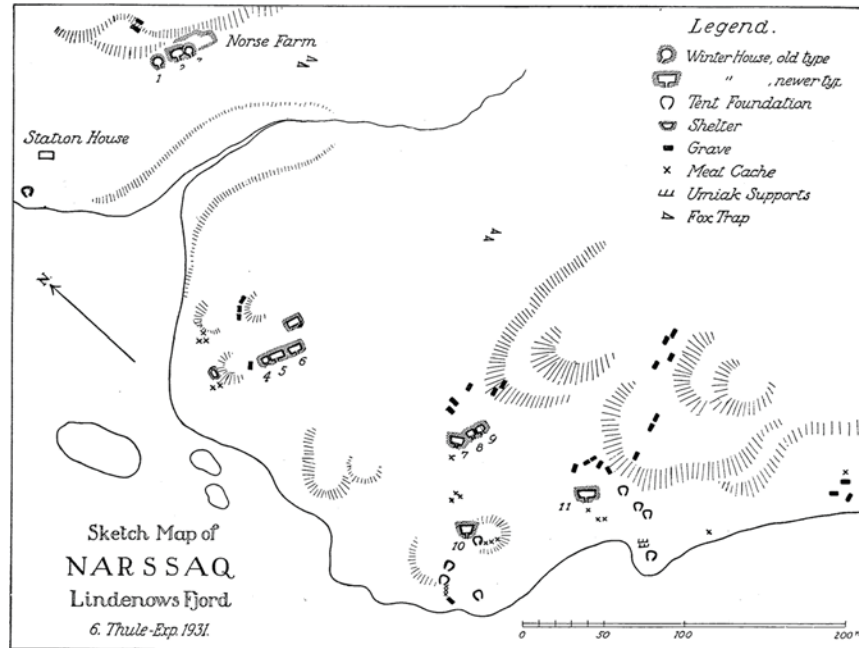 Legend.
Norse Farm
Winter House, old type
" , newer typ.
Tent Foundation
Shelter
Grave
Meat Cache
Umiak Supports
Fox Trap
1
2
3
Station House
N.
4
5
6
7
8
9
10
11
Sketch Map of
NARSSAQ
Lindenows Fjord
6. Thule-Exp. 1931.
0 50 100 200 m